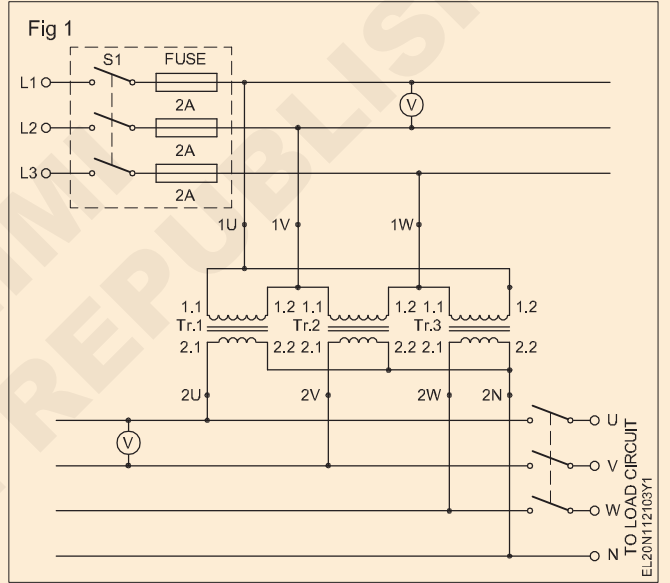 Fig 1
S1 FUSE
L1
2A
V
L2
2A
L3
2A
1U 1V 1W
1.1 1.2 1.1 1.2 1.1 1.2
Tr.1 Tr.2 Tr.3
2.1 2.2 2.1 2.2 2.1 2.2
2U 2V 2W 2N
U
V
V
W
N
TO LOAD CIRCUIT
EL20N112103Y1
REPUBLISH